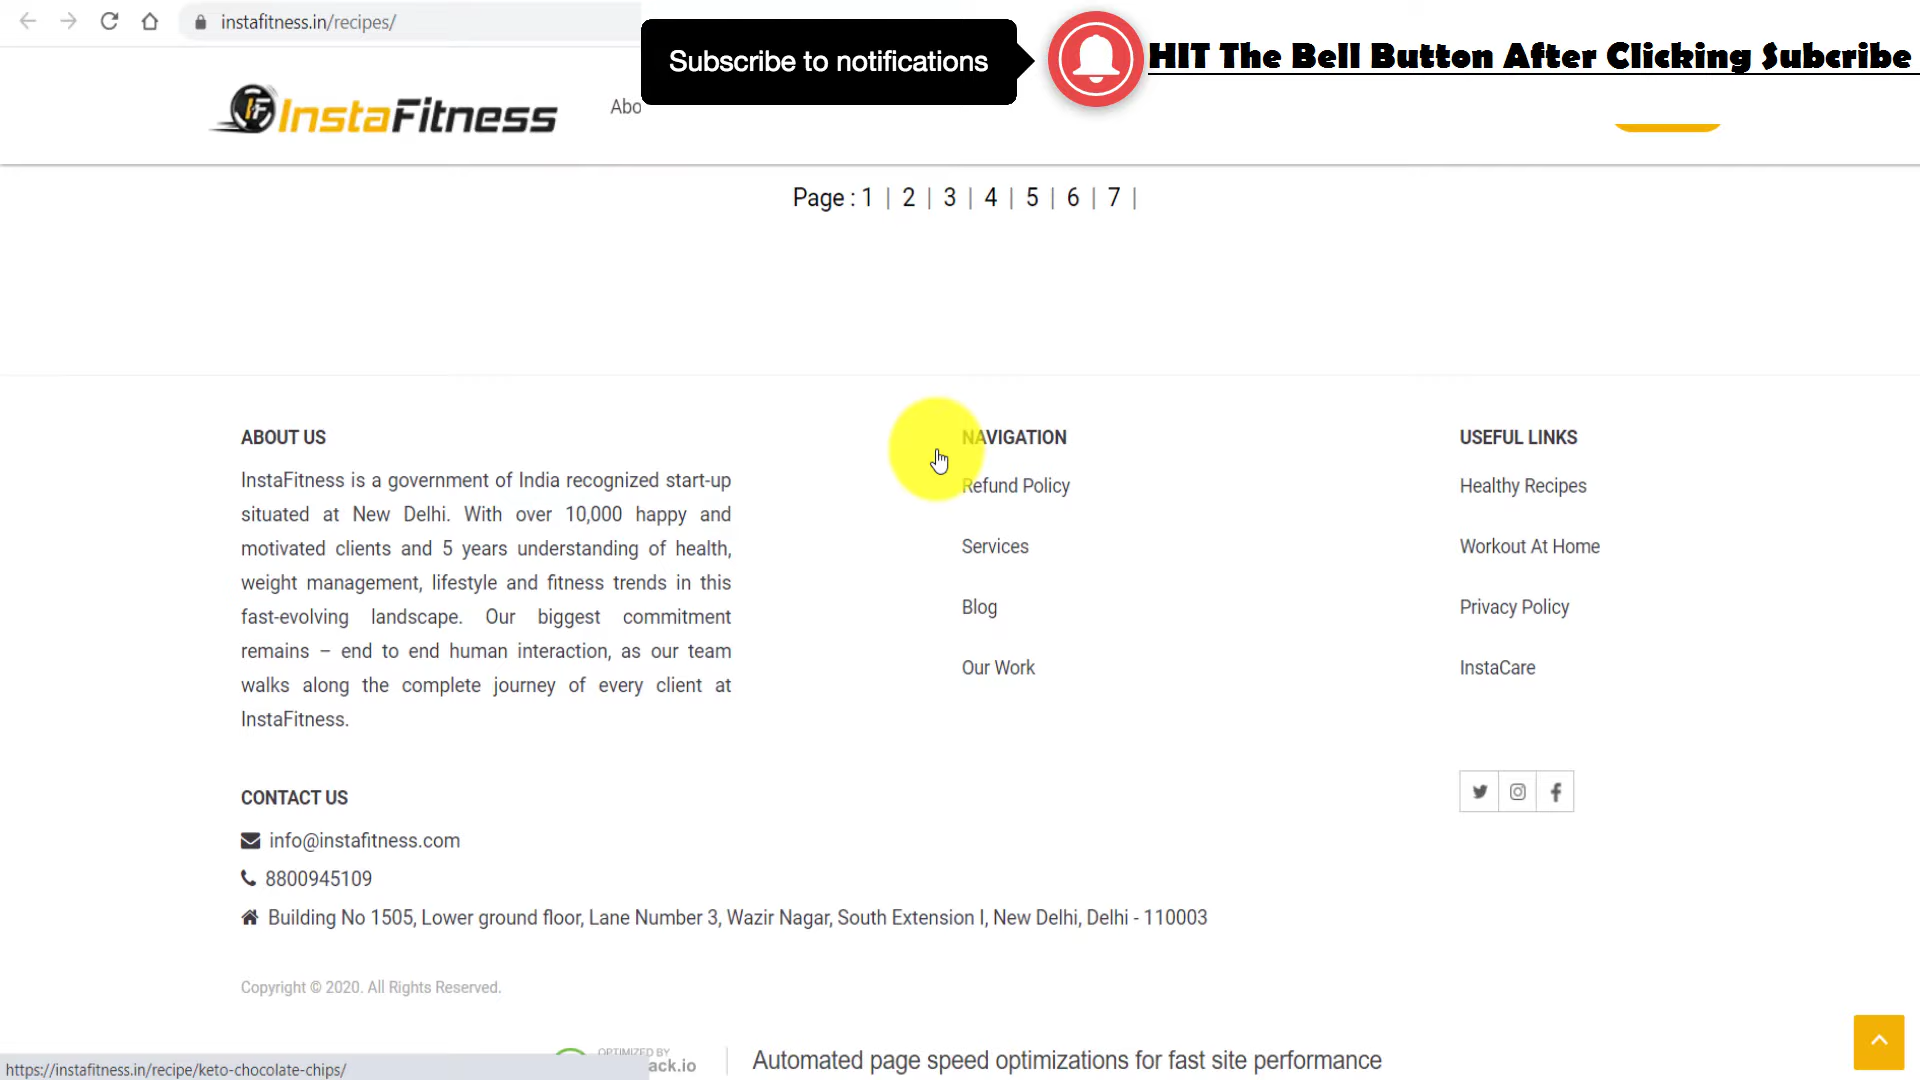 instafitness.in/recipes/
Subscribe to notifications
HIT The Bell Button After Clicking Subcribe
InstaFitness
Abo
Page : 1 | 2 | 3 | 4 | 5 | 6 | 7 |
ABOUT US
InstaFitness is a government of India recognized start-up
situated at New Delhi. With over 10,000 happy and
motivated clients and 5 years understanding of health,
weight management, lifestyle and fitness trends in this
fast-evolving landscape. Our biggest commitment
remains – end to end human interaction, as our team
walks along the complete journey of every client at
InstaFitness.
NAVIGATION
Refund Policy
Services
Blog
Our Work
USEFUL LINKS
Healthy Recipes
Workout At Home
Privacy Policy
InstaCare
CONTACT US
info@instafitness.com
8800945109
Building No 1505, Lower ground floor, Lane Number 3, Wazir Nagar, South Extension I, New Delhi, Delhi - 110003
Copyright © 2020. All Rights Reserved.
OPTIMIZED BY
ack.io
Automated page speed optimizations for fast site performance
https://instafitness.in/recipe/keto-chocolate-chips/